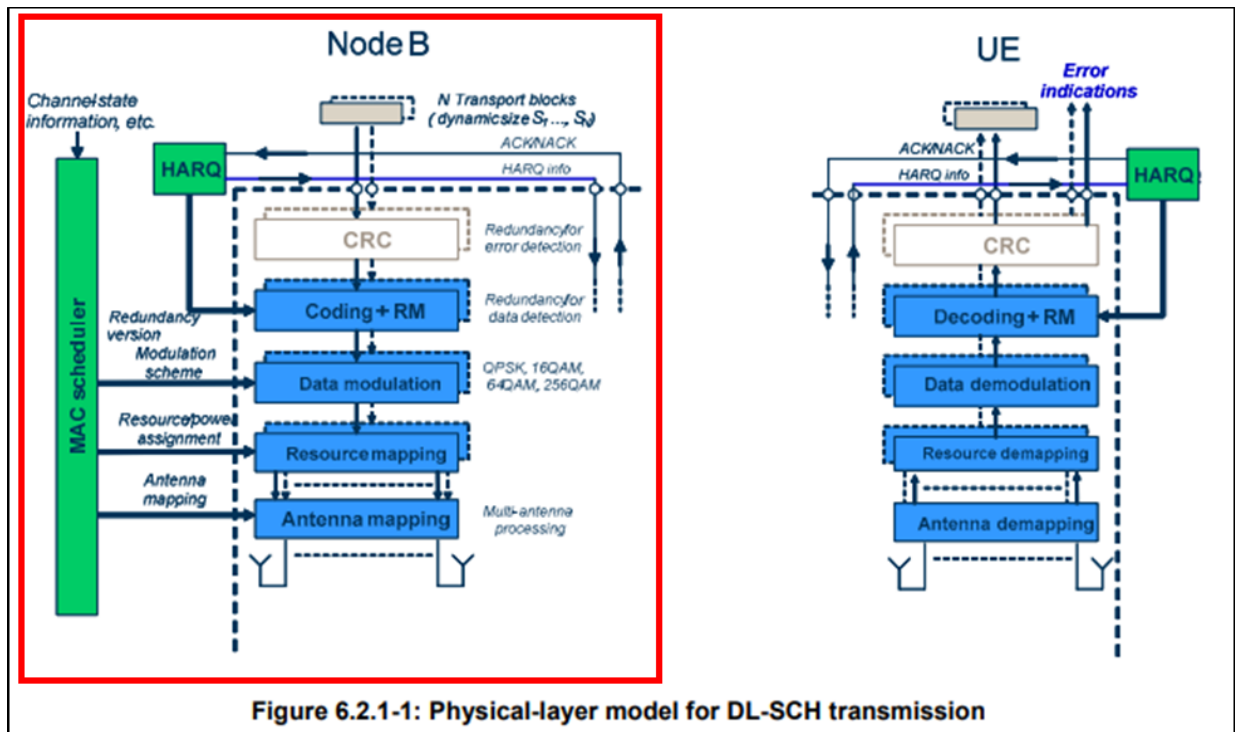 Node B
Channel state
information, etc.
N Transport blocks
(dynamic size S1 ..., SN)
ACK/NACK
HARQ
HARQ info
CRC
Redundancy for
error detection
Coding + RM
Redundancy for
data detection
Redundancy
version
Modulation
scheme
Data modulation
QPSK, 16QAM,
64QAM, 256QAM
MAC scheduler
Resource/power
assignment
Resource mapping
Antenna
mapping
Antenna mapping
Multi-antenna
processing
UE
Error
indications
ACK/NACK
HARQ info
HARQ
CRC
Decoding + RM
Data demodulation
Resource demapping
Antenna demapping
Figure 6.2.1-1: Physical-layer model for DL-SCH transmission